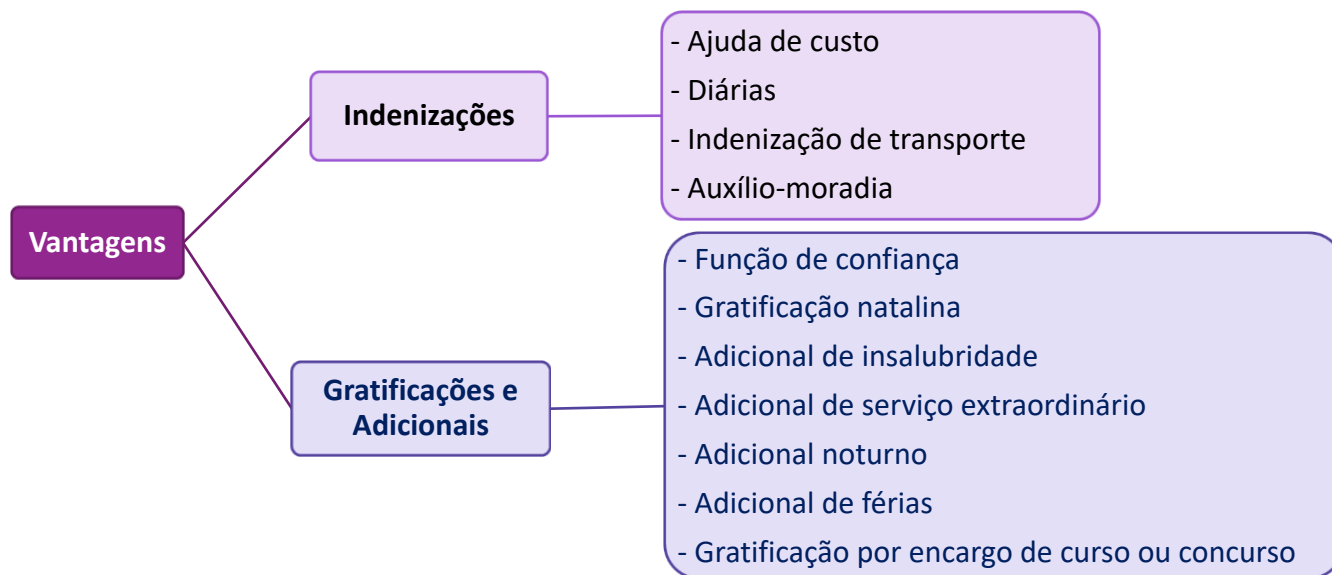 Vantagens
Indenizações
- Ajuda de custo
- Diárias
- Indenização de transporte
- Auxílio-moradia
Gratificações e
Adicionais
- Função de confiança
- Gratificação natalina
- Adicional de insalubridade
- Adicional de serviço extraordinário
- Adicional noturno
- Adicional de férias
- Gratificação por encargo de curso ou concurso